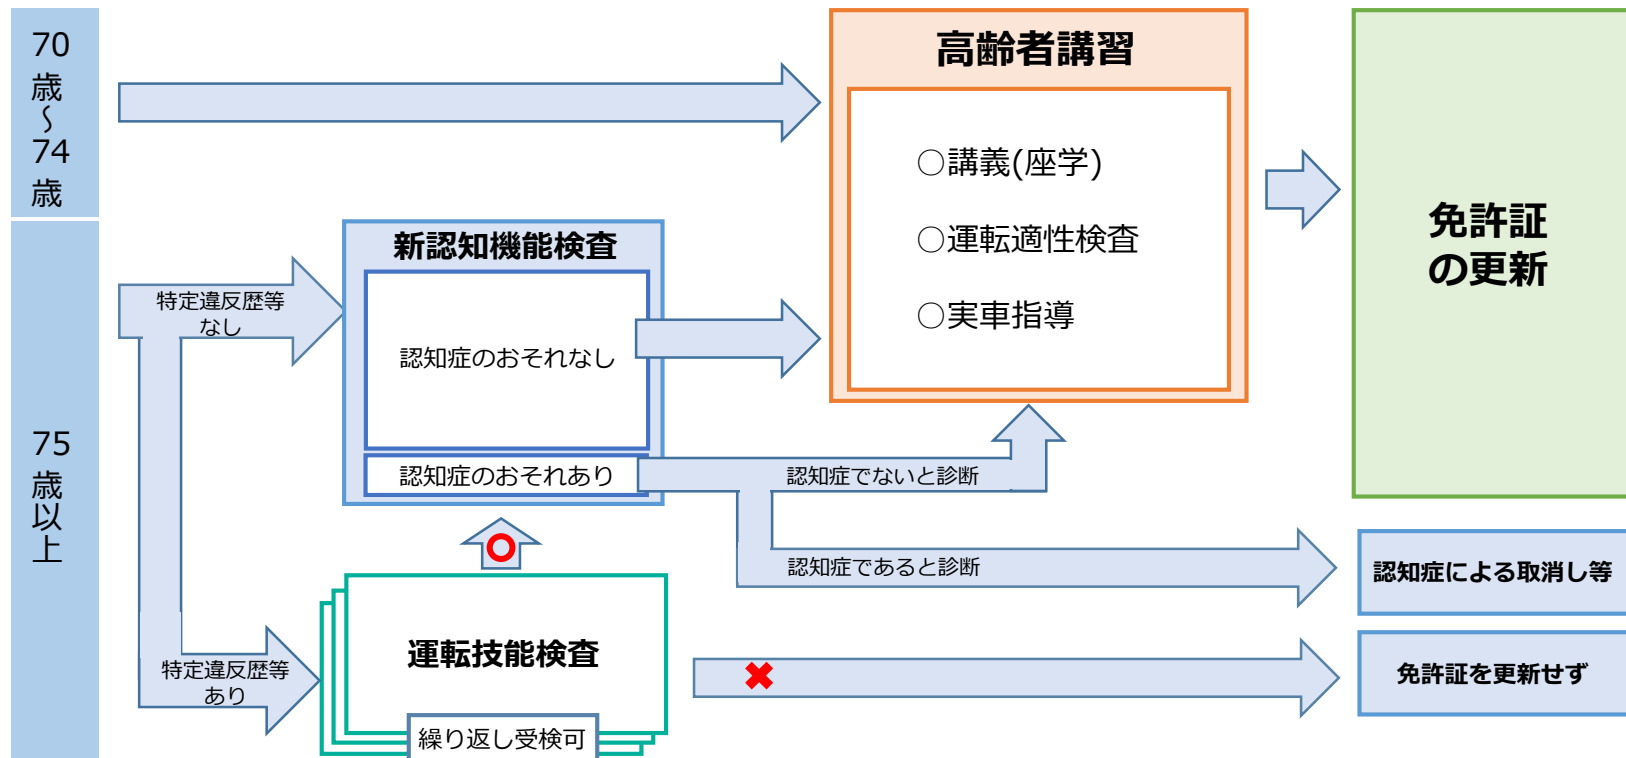 70
歳
～
74
歳
高齢者講習
○講義(座学)
○運転適性検査
○実車指導
免許証
の更新
75
歳
以
上
特定違反歴等
なし
新認知機能検査
認知症のおそれなし
認知症のおそれあり
認知症でないと診断
認知症であると診断
認知症による取消し等
特定違反歴等
あり
運転技能検査
繰り返し受検可
免許証を更新せず